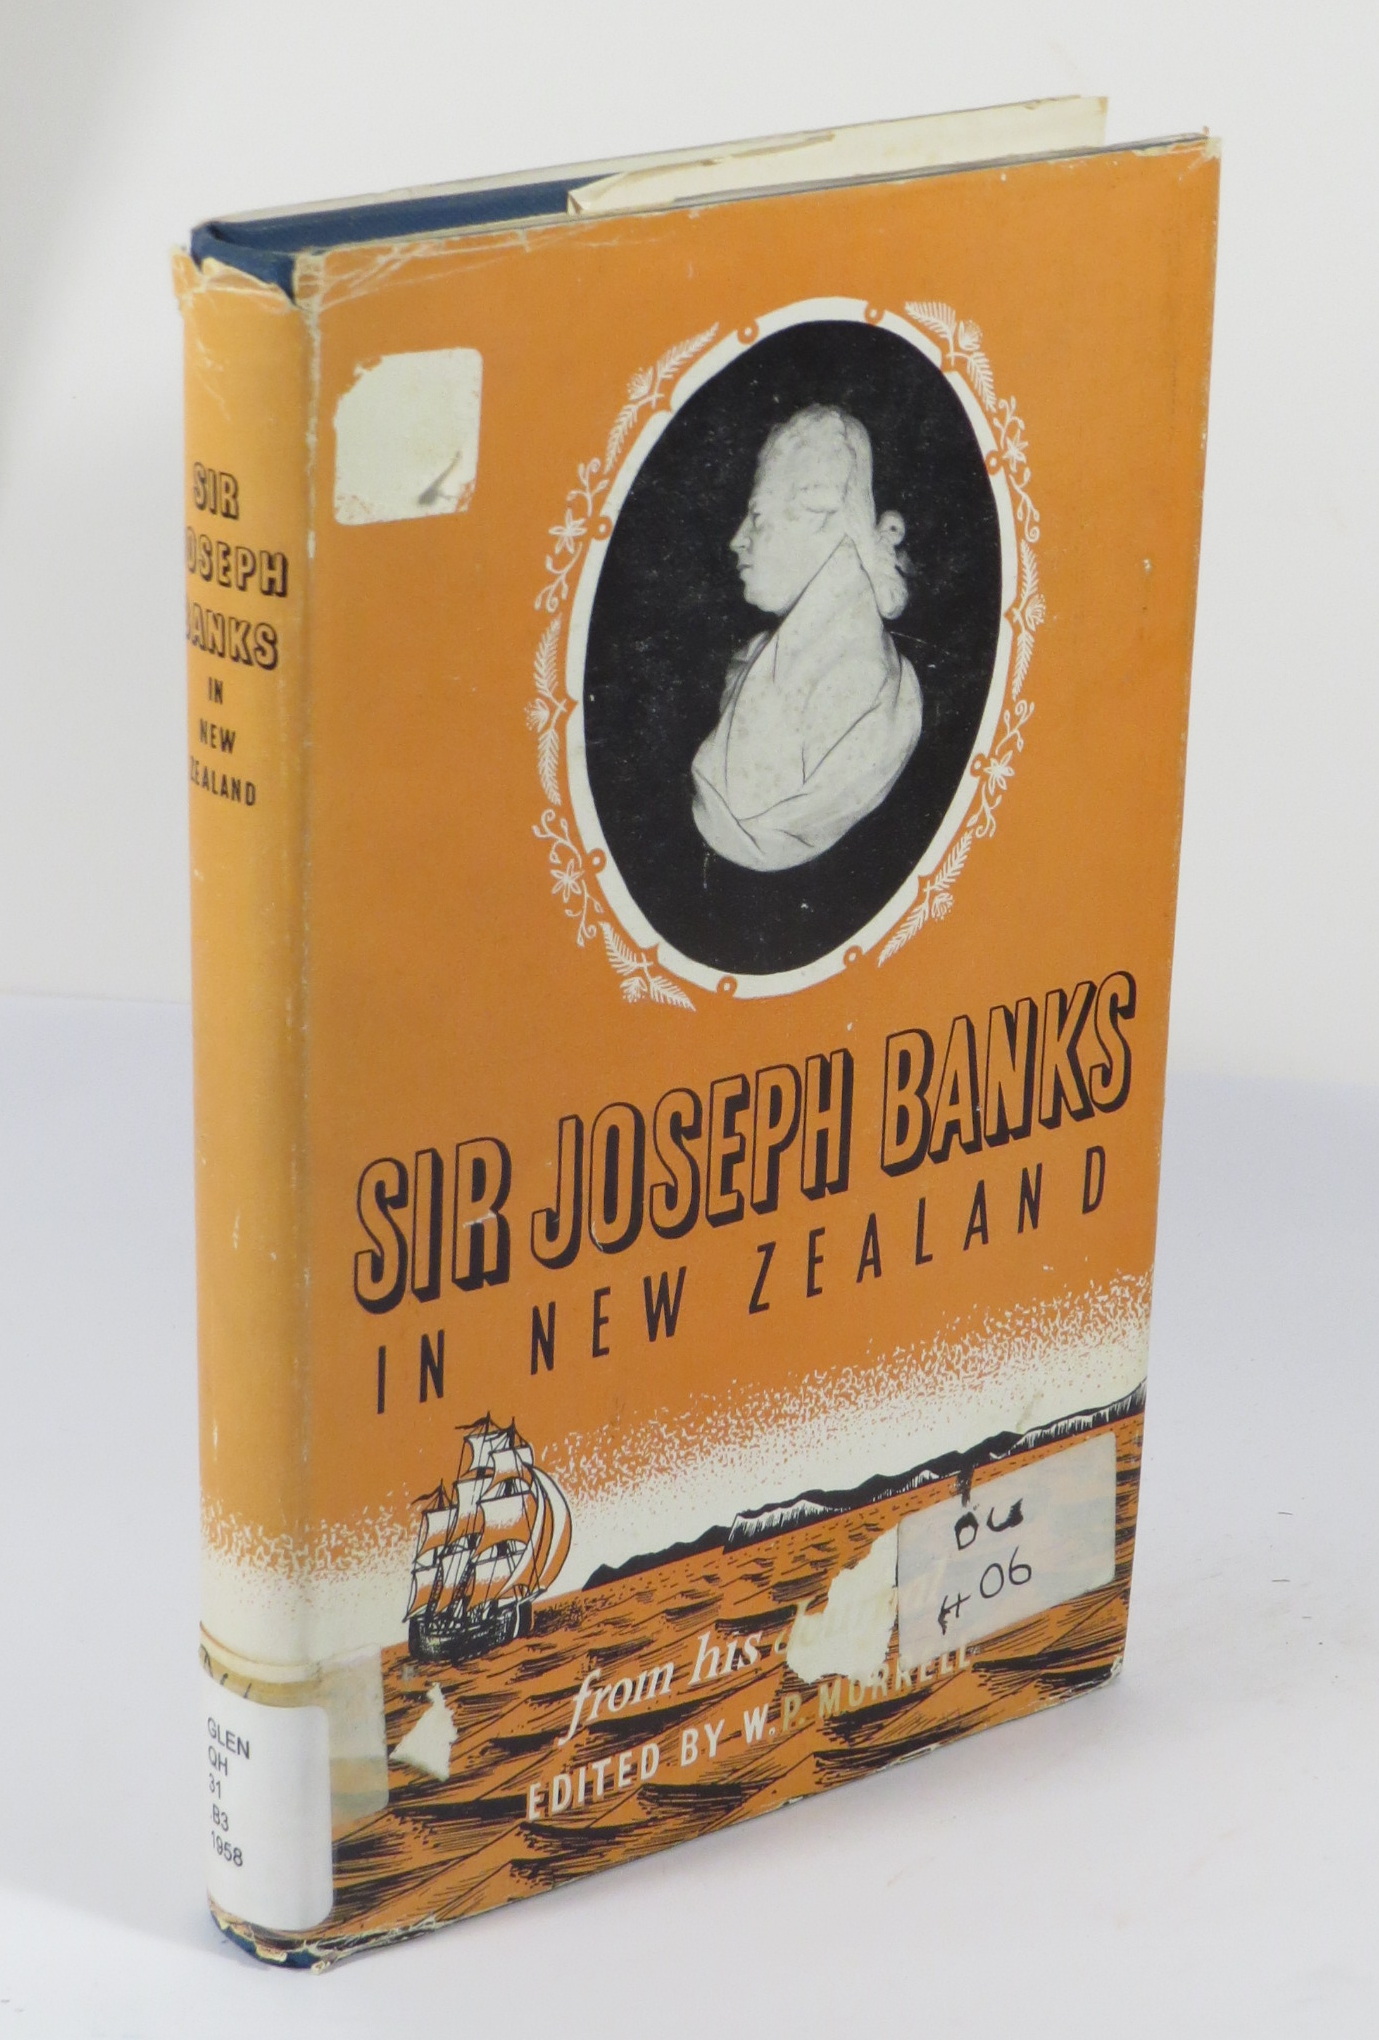 SIR
JOSEPH
BANKS
IN
NEW
ZEALAND
GLEN
QH
31
.B3
1958
SIR JOSEPH BANKS
IN NEW ZEALAND
from his Journal
EDITED BY W. P. MORRELL
DU
406